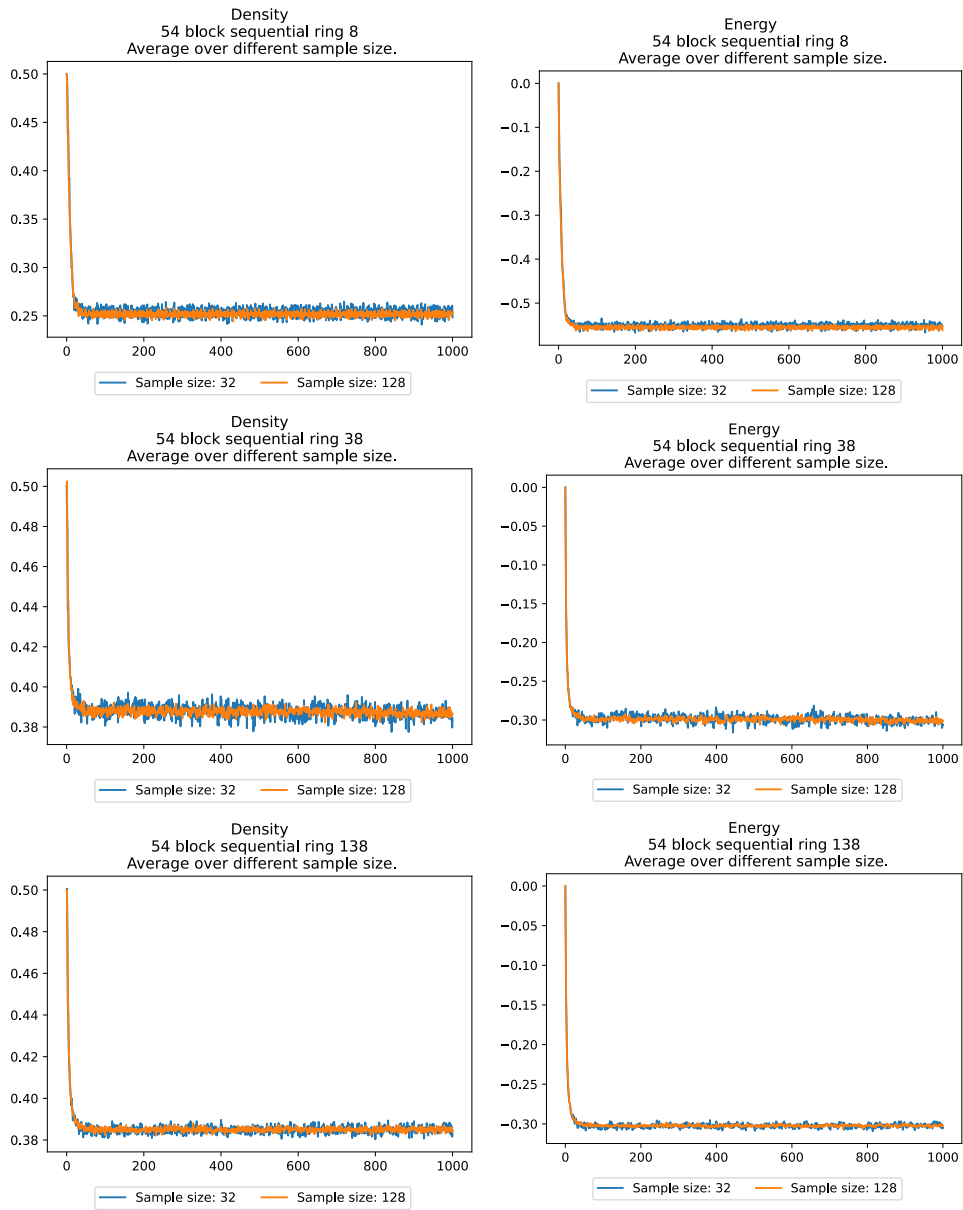 Density
54 block sequential ring 8
Average over different sample size.
0.50
0.45
0.40
0.35
0.30
0.25
0
200
400
600
800
1000
Sample size: 32
Sample size: 128
Energy
54 block sequential ring 8
Average over different sample size.
0.0
−0.1
−0.2
−0.3
−0.4
−0.5
0
200
400
600
800
1000
Sample size: 32
Sample size: 128
Density
54 block sequential ring 38
Average over different sample size.
0.50
0.48
0.46
0.44
0.42
0.40
0.38
0
200
400
600
800
1000
Sample size: 32
Sample size: 128
Energy
54 block sequential ring 38
Average over different sample size.
0.00
−0.05
−0.10
−0.15
−0.20
−0.25
−0.30
0
200
400
600
800
1000
Sample size: 32
Sample size: 128
Density
54 block sequential ring 138
Average over different sample size.
0.50
0.48
0.46
0.44
0.42
0.40
0.38
0
200
400
600
800
1000
Sample size: 32
Sample size: 128
Energy
54 block sequential ring 138
Average over different sample size.
0.00
−0.05
−0.10
−0.15
−0.20
−0.25
−0.30
0
200
400
600
800
1000
Sample size: 32
Sample size: 128